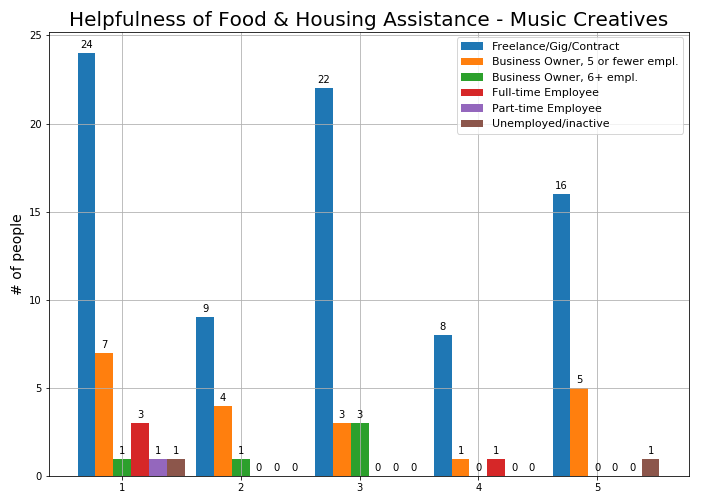 Helpfulness of Food & Housing Assistance - Music Creatives
# of people
25
20
15
10
5
0
Freelance/Gig/Contract
Business Owner, 5 or fewer empl.
Business Owner, 6+ empl.
Full-time Employee
Part-time Employee
Unemployed/inactive
24 7 1 3 1 1
9 4 1 0 0 0
22 3 3 0 0 0
8 1 0 1 0 0
16 5 0 0 0 1
1 2 3 4 5